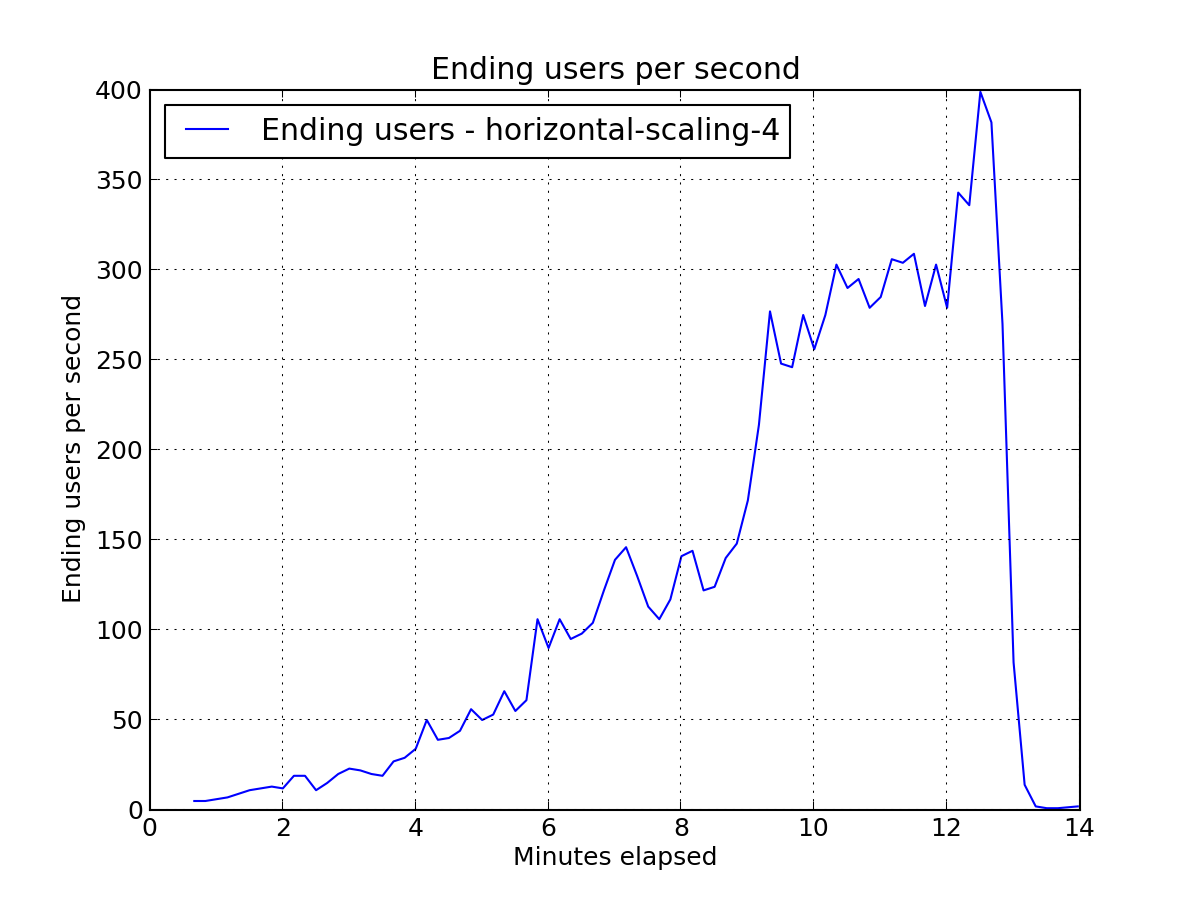 Ending users per second
Ending users - horizontal-scaling-4
400
350
300
250
200
150
100
50
0
Ending users per second
0 2 4 6 8 10 12 14
Minutes elapsed